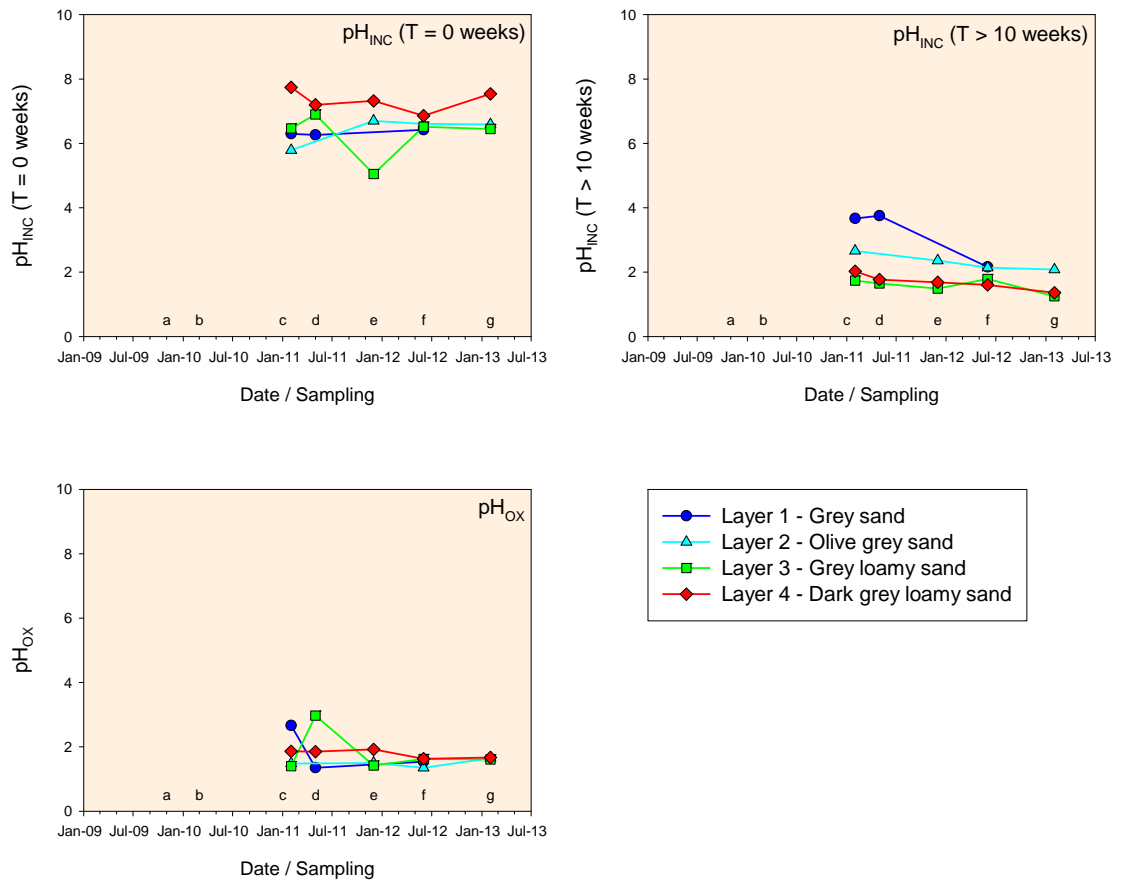 pH_INC (T = 0 weeks)
pH_INC (T = 0 weeks)
10
8
6
4
2
0
a b c d e f g
Jan-09 Jul-09 Jan-10 Jul-10 Jan-11 Jul-11 Jan-12 Jul-12 Jan-13 Jul-13
Date / Sampling
pH_INC (T > 10 weeks)
pH_INC (T > 10 weeks)
10
8
6
4
2
0
a b c d e f g
Jan-09 Jul-09 Jan-10 Jul-10 Jan-11 Jul-11 Jan-12 Jul-12 Jan-13 Jul-13
Date / Sampling
pH_OX
pH_OX
10
8
6
4
2
0
a b c d e f g
Jan-09 Jul-09 Jan-10 Jul-10 Jan-11 Jul-11 Jan-12 Jul-12 Jan-13 Jul-13
Date / Sampling
Layer 1 - Grey sand
Layer 2 - Olive grey sand
Layer 3 - Grey loamy sand
Layer 4 - Dark grey loamy sand